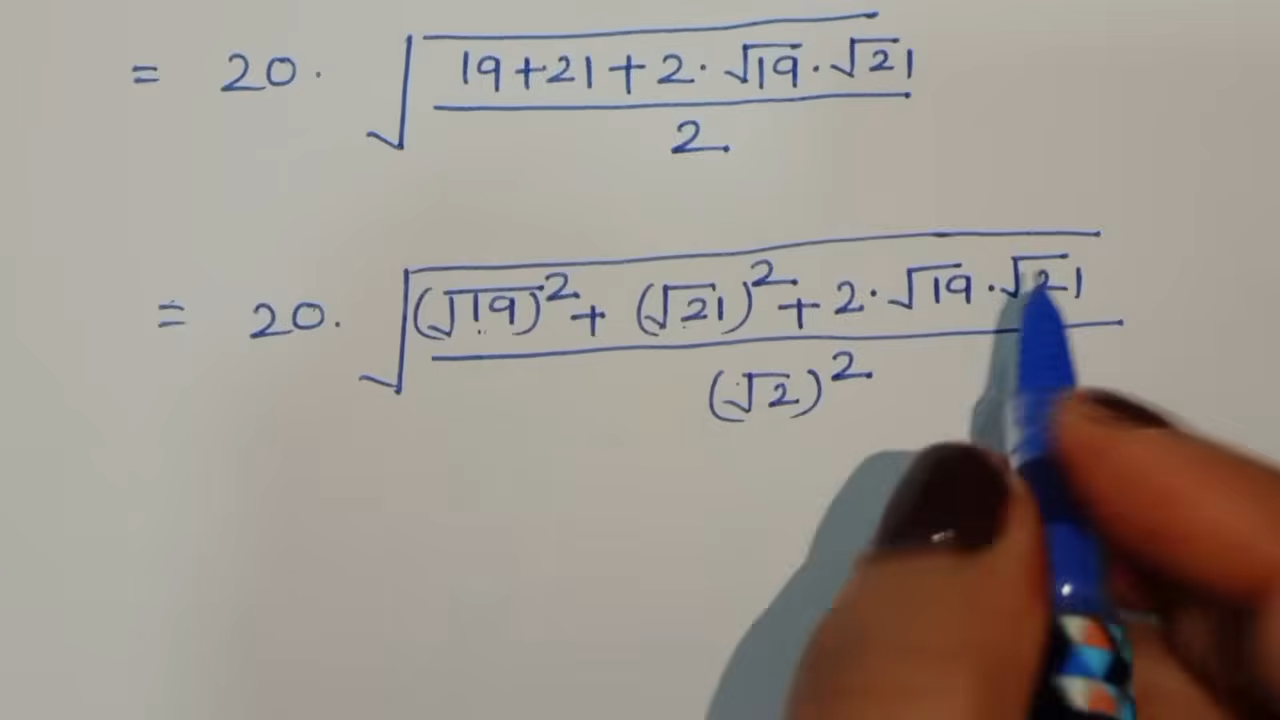 = 20 · √((19+21+2·√19·√21)/2)
= 20 · √(((√19)²+(√21)²+2·√19·√21)/(√2)²)